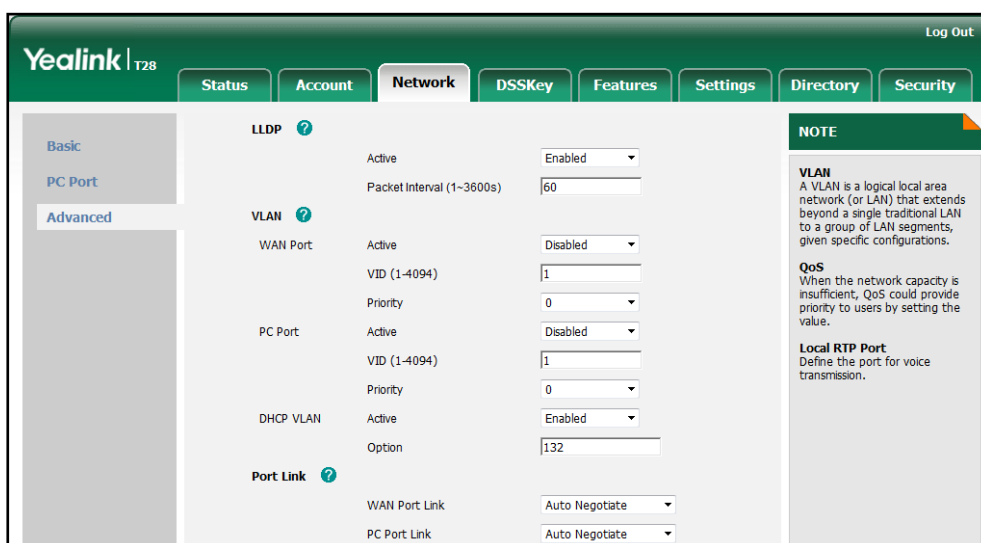 Log Out
Yealink T28
Status Account Network DSSKey Features Settings Directory Security
Basic
PC Port
Advanced
LLDP ?
Active Enabled
Packet Interval (1~3600s) 60
VLAN ?
WAN Port Active Disabled
VID (1-4094) 1
Priority 0
PC Port Active Disabled
VID (1-4094) 1
Priority 0
DHCP VLAN Active Enabled
Option 132
Port Link ?
WAN Port Link Auto Negotiate
PC Port Link Auto Negotiate
NOTE
VLAN
A VLAN is a logical local area
network (or LAN) that extends
beyond a single traditional LAN
to a group of LAN segments,
given specific configurations.
QoS
When the network capacity is
insufficient, QoS could provide
priority to users by setting the
value.
Local RTP Port
Define the port for voice
transmission.